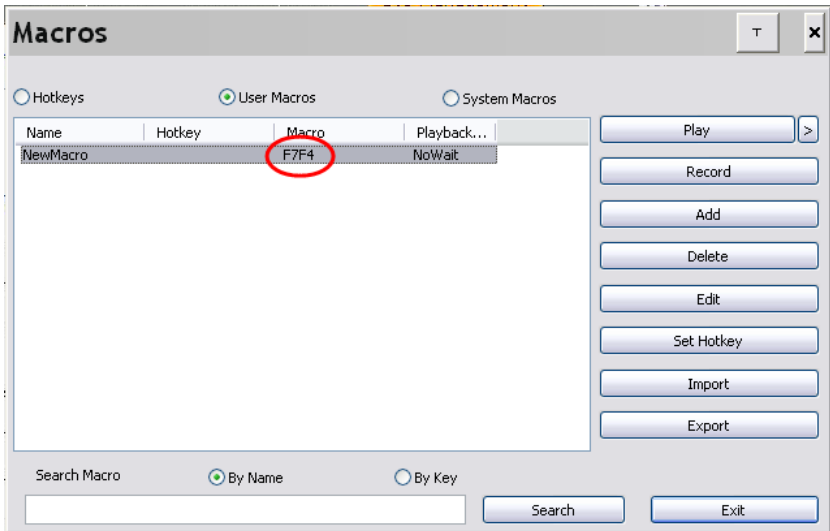 Macros
T
x
Hotkeys
User Macros
System Macros
Name Hotkey Macro Playback...
NewMacro F7F4 NoWait
Play >
Record
Add
Delete
Edit
Set Hotkey
Import
Export
Search Macro
By Name
By Key
Search
Exit